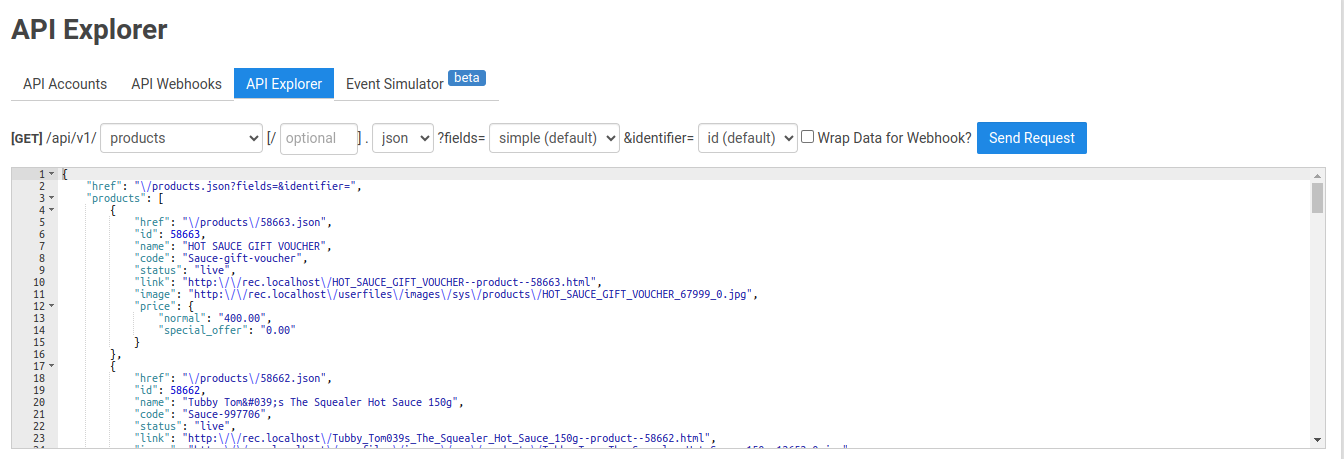 API Explorer
API Accounts API Webhooks API Explorer Event Simulator beta
[GET] /api/v1/ products [/ optional ] . json ?fields= simple (default) &identifier= id (default) Wrap Data for Webhook? Send Request
1 {
2 "href": "\/products.json?fields=&identifier=",
3 "products": [
4 {
5 "href": "\/products\/58663.json",
6 "id": 58663,
7 "name": "HOT SAUCE GIFT VOUCHER",
8 "code": "Sauce-gift-voucher",
9 "status": "live",
10 "link": "http:\/\/rec.localhost\/HOT_SAUCE_GIFT_VOUCHER--product--58663.html",
11 "image": "http:\/\/rec.localhost\/userfiles\/images\/sys\/products\/HOT_SAUCE_GIFT_VOUCHER_67999_0.jpg",
12 "price": {
13 "normal": "400.00",
14 "special_offer": "0.00"
15 }
16 },
17 {
18 "href": "\/products\/58662.json",
19 "id": 58662,
20 "name": "Tubby Tom&#039;s The Squealer Hot Sauce 150g",
21 "code": "Sauce-997706",
22 "status": "live",
23 "link": "http:\/\/rec.localhost\/Tubby_Tom039s_The_Squealer_Hot_Sauce_150g--product--58662.html",